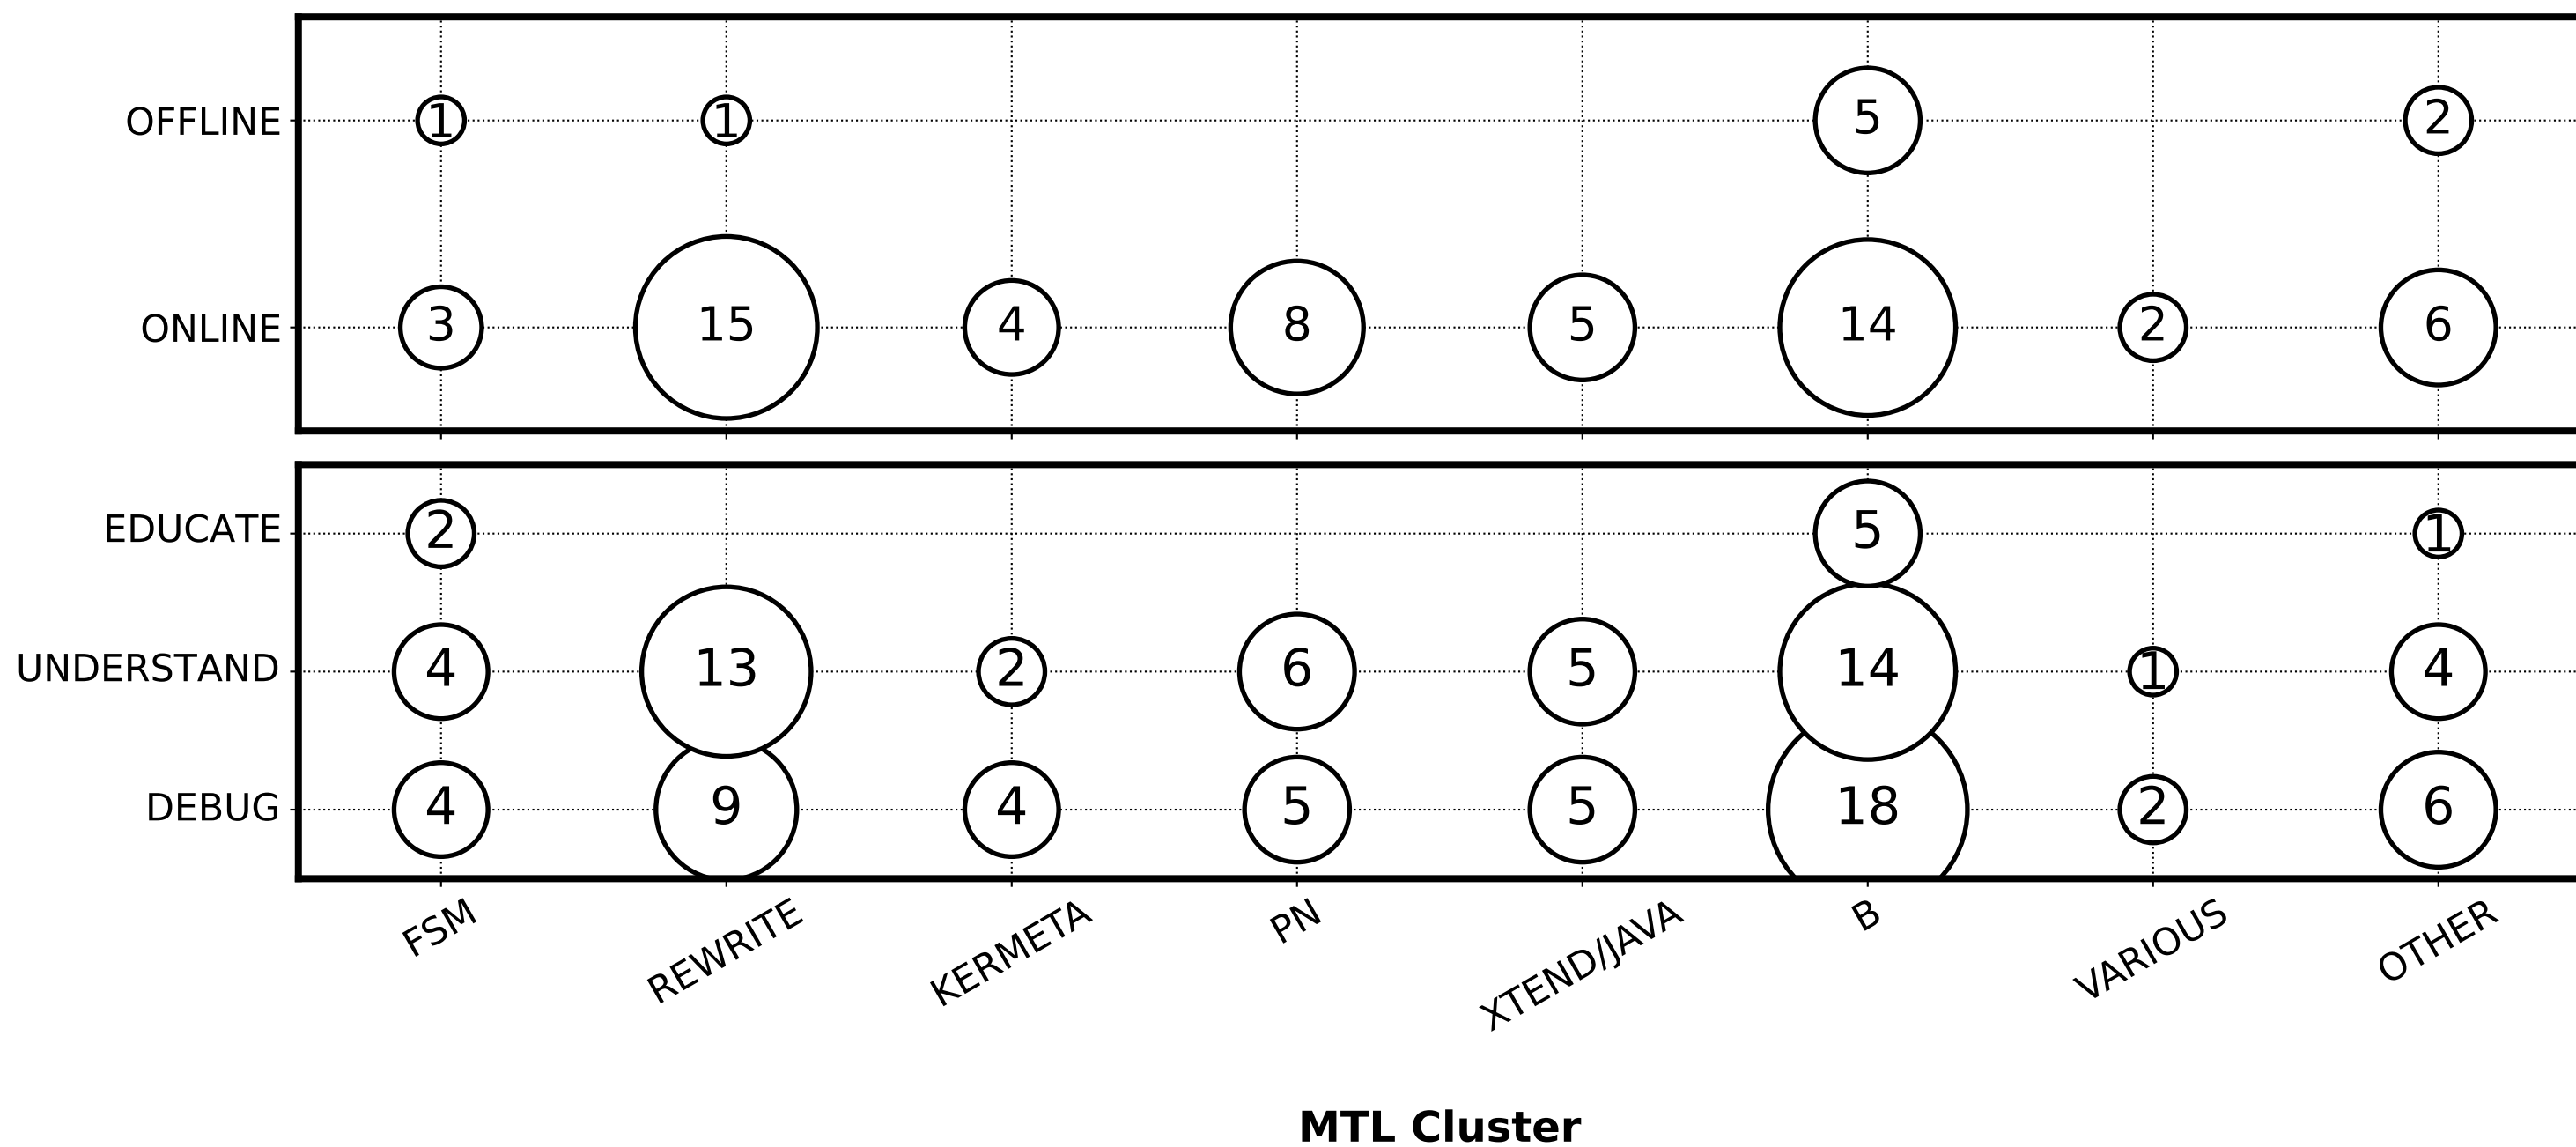 OFFLINE 1 1 5 2
ONLINE 3 15 4 8 5 14 2 6
EDUCATE 2 5 1
UNDERSTAND 4 13 2 6 5 14 1 4
DEBUG 4 9 4 5 5 18 2 6
FSM REWRITE KERMETA PN XTEND/JAVA B VARIOUS OTHER
MTL Cluster